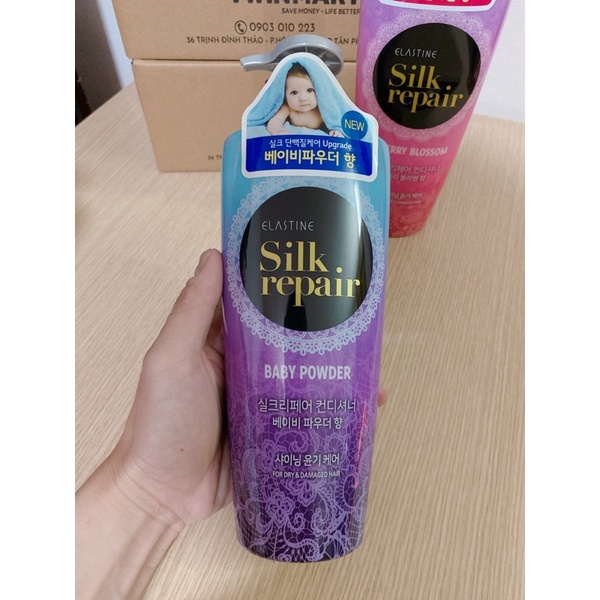 SAVE MONEY - LIFE BETTER
0903 010 223
36 TRỊNH ĐÌNH THẢO - P.
TÂN
ELASTINE
Silk
repair
RRY BLOSSOM
NEW
실크 단백질케어 Upgrade
베이비파우더 향
ELASTINE
Silk
repair
BABY POWDER
실크리페어 컨디셔너
베이비 파우더 향
샤이닝 윤기 케어
FOR DRY & DAMAGED HAIR